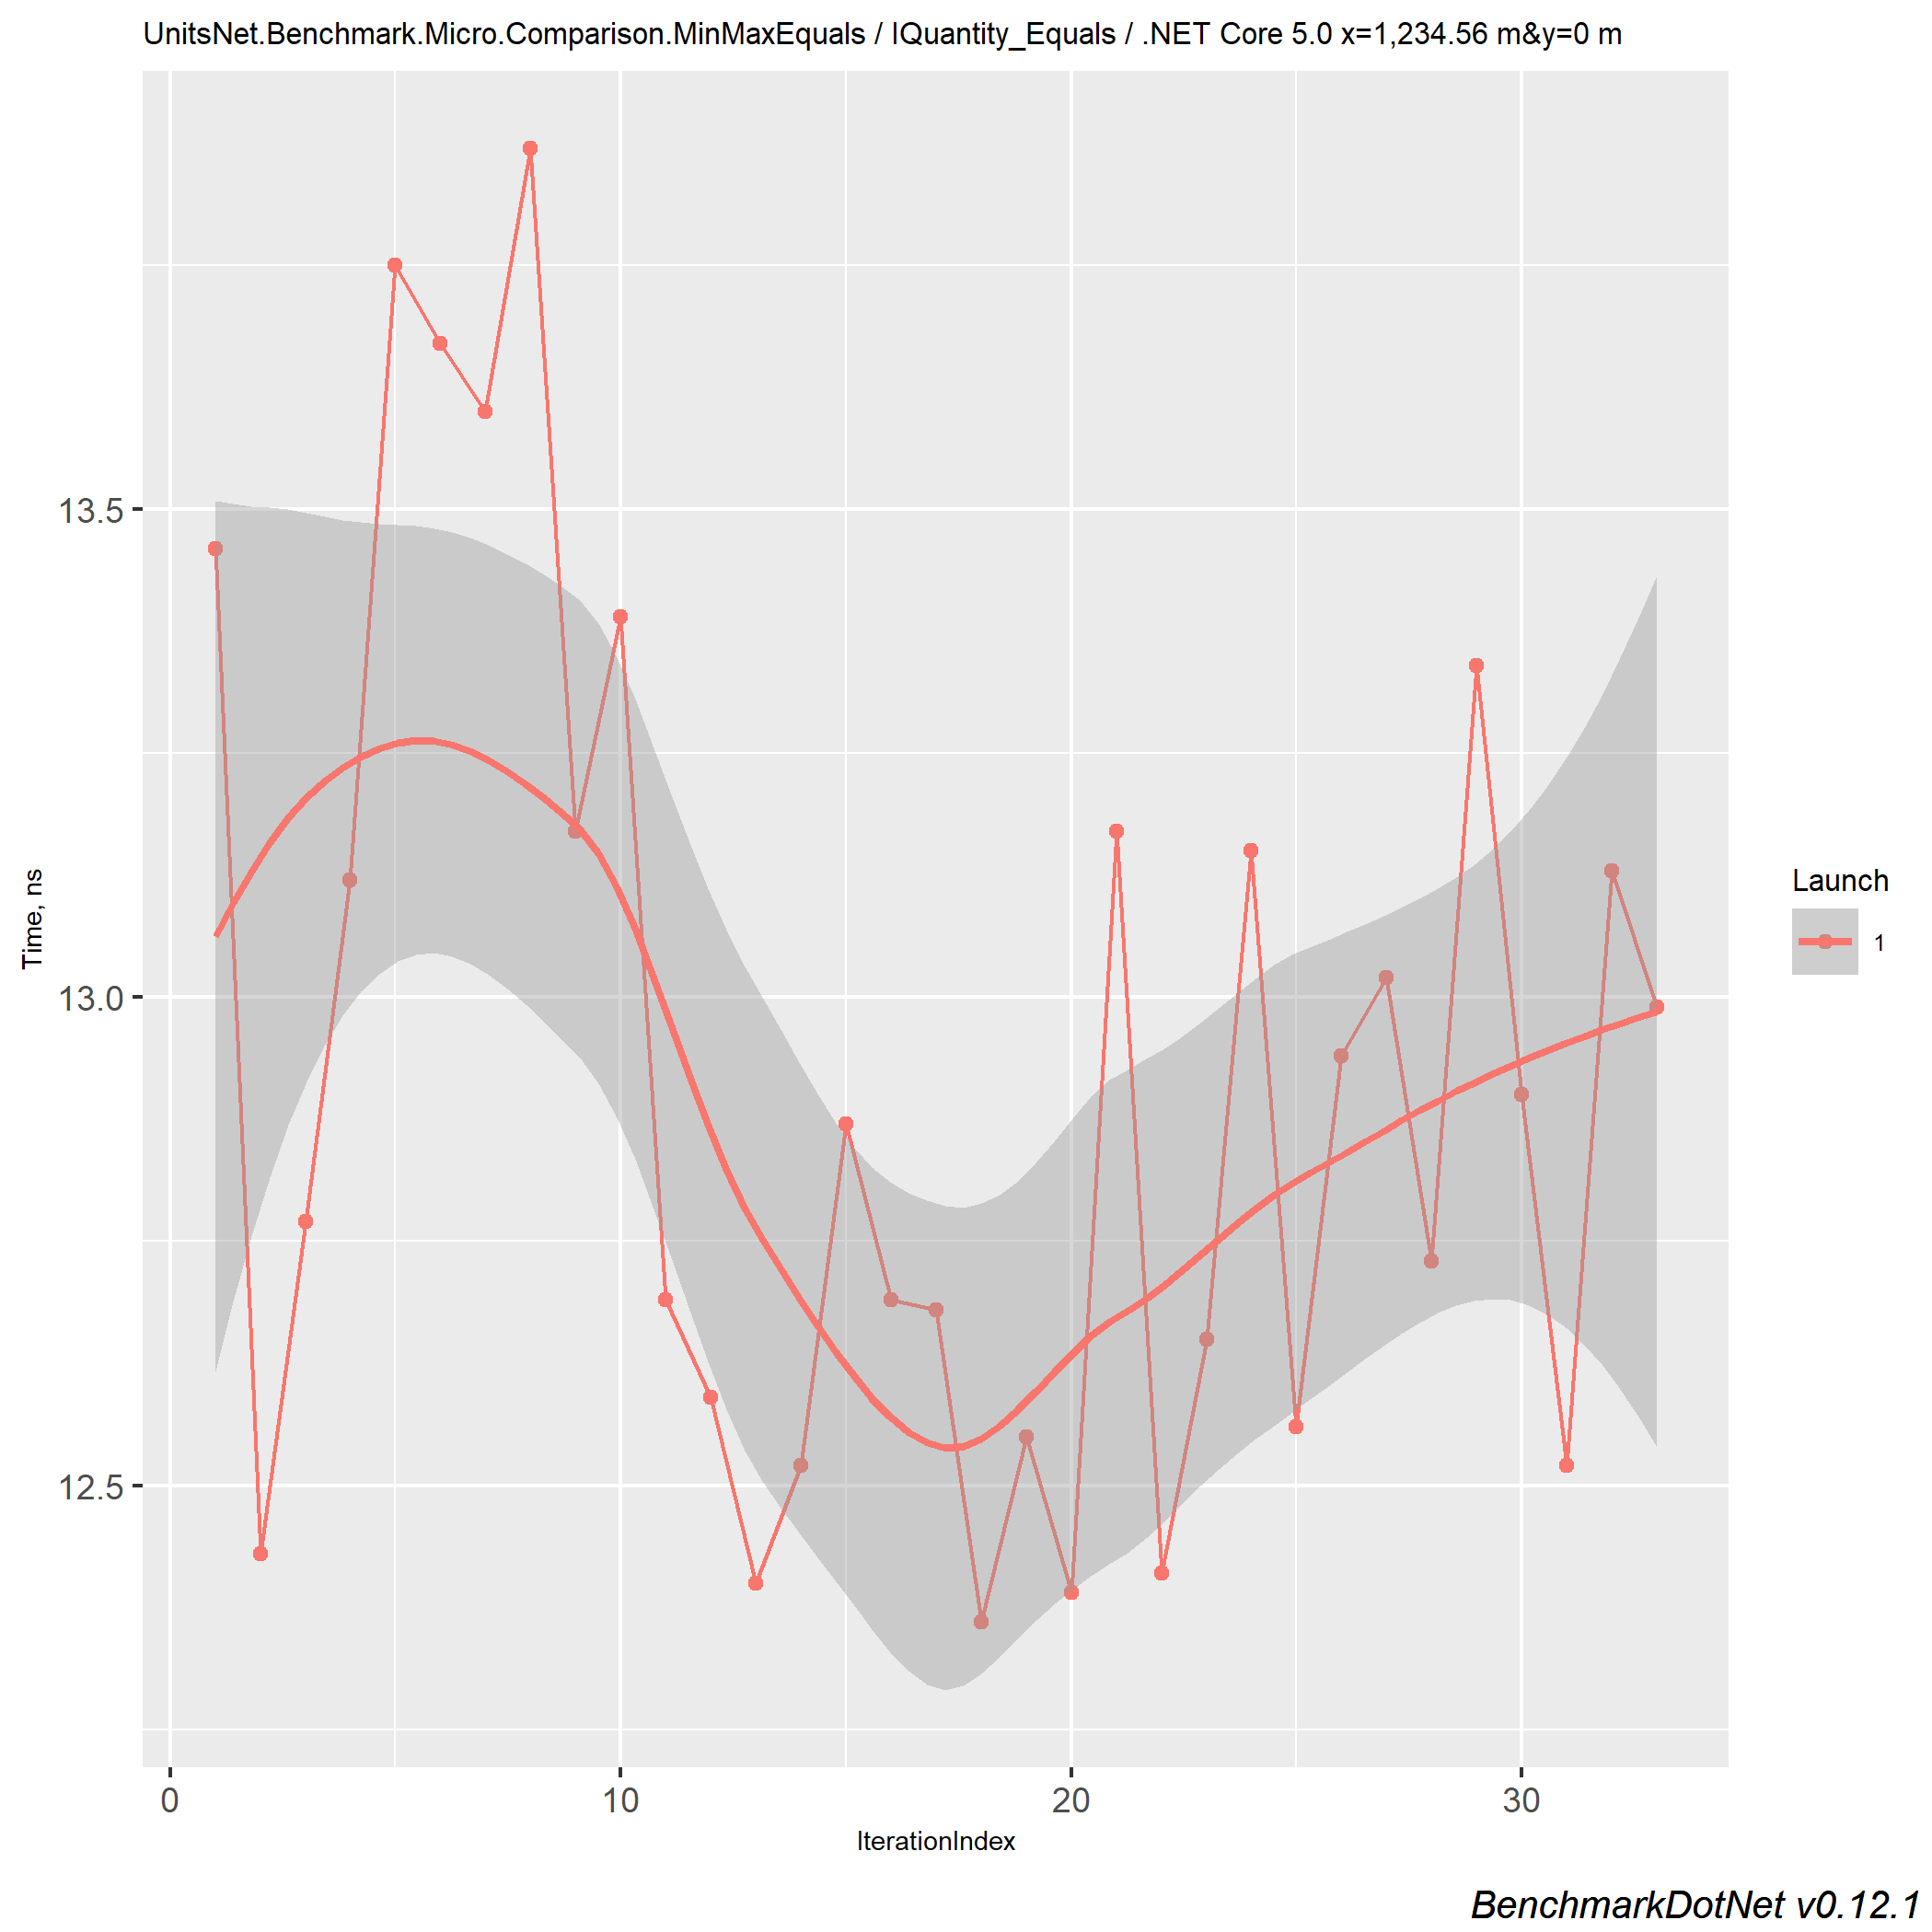 UnitsNet.Benchmark.Micro.Comparison.MinMaxEquals / IQuantity_Equals / .NET Core 5.0 x=1,234.56 m&y=0 m
13.5
13.0
12.5
Time, ns
0 10 20 30
IterationIndex
Launch
1
BenchmarkDotNet v0.12.1